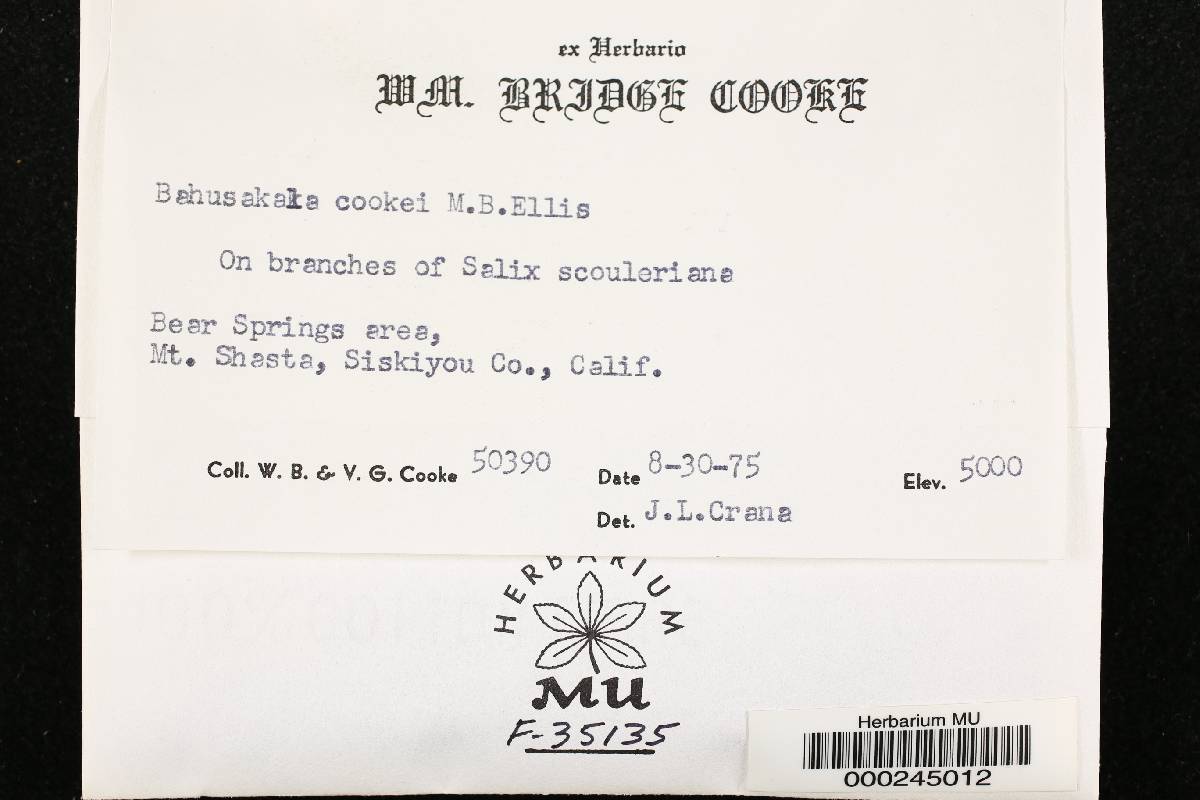 ex Herbario
WM. BRIDGE COOKE
Bahusakala cookei M.B.Ellis
On branches of Salix scouleriana
Bear Springs area,
Mt. Shasta, Siskiyou Co., Calif.
Coll. W. B. & V. G. Cooke 50390 Date 8-30-75 Elev. 5000
Det. J.L.Crana
HERBARIUM
MU
F-35135
Herbarium MU
000245012